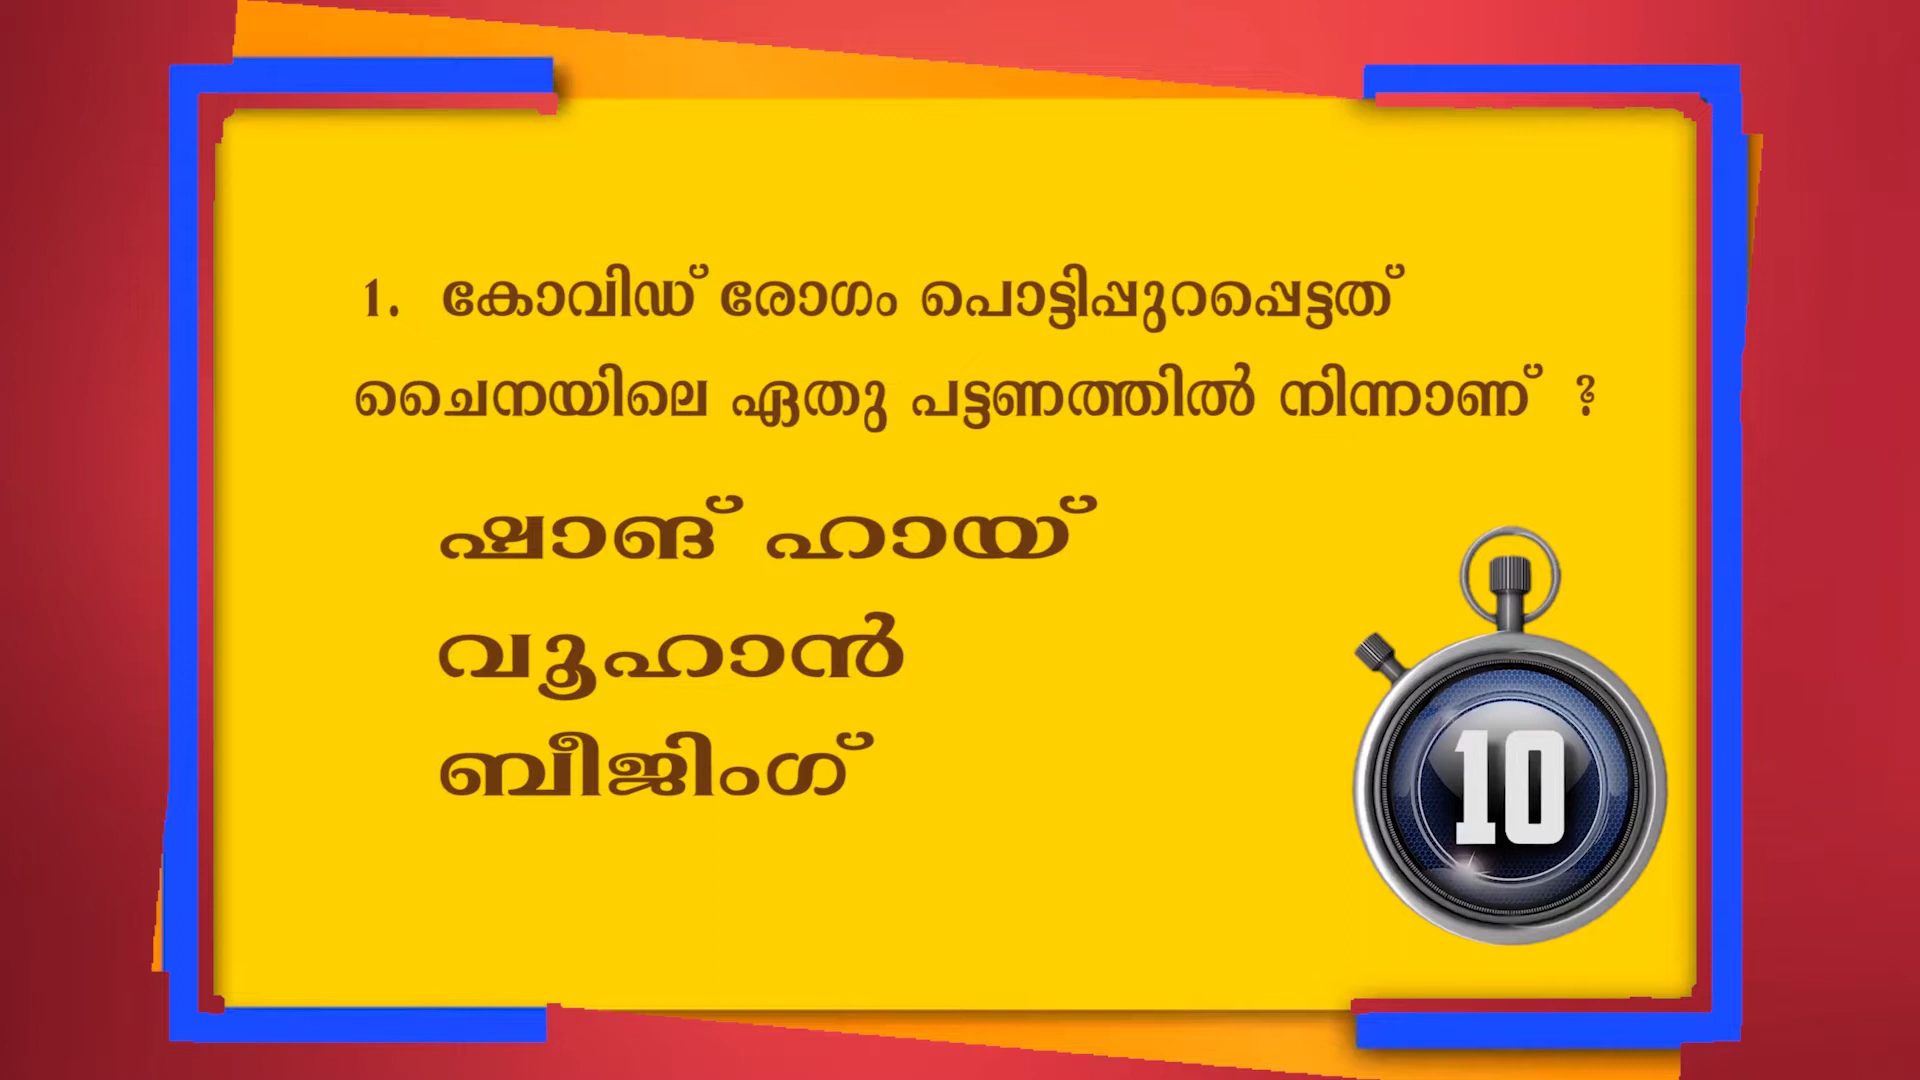 1. കോവിഡ് രോഗം പൊട്ടിപ്പുറപ്പെട്ടത്
ചൈനയിലെ ഏതു പട്ടണത്തിൽ നിന്നാണ് ?
ഷാങ് ഹായ്
വൂഹാൻ
ബീജിംഗ്
10